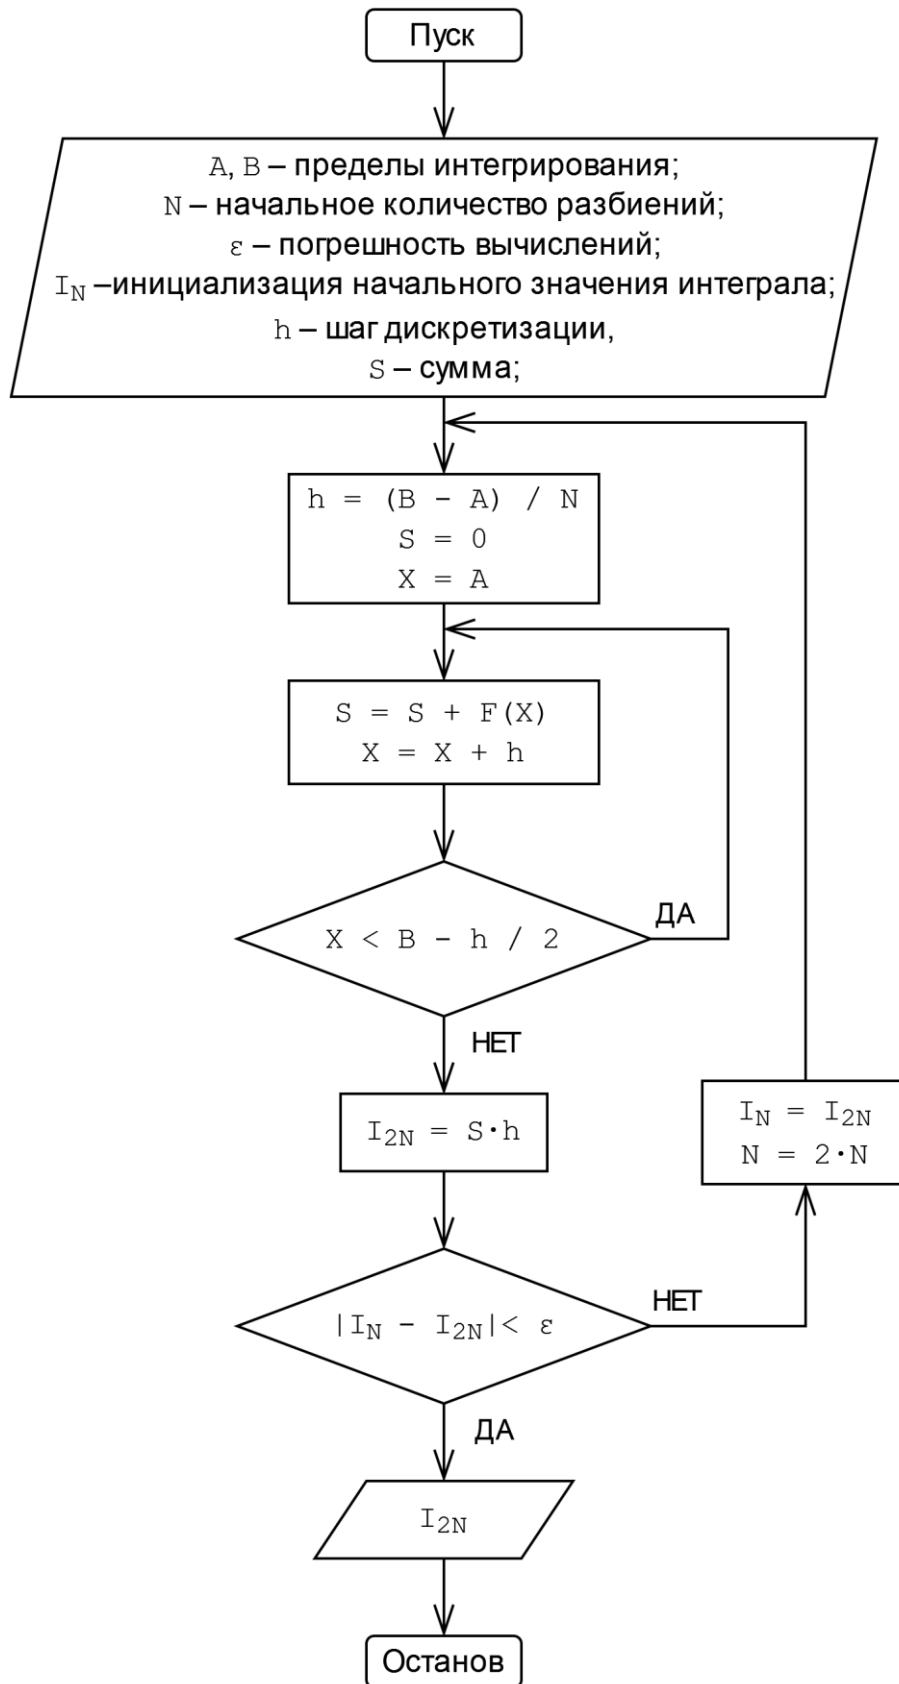 Пуск
A, B – пределы интегрирования;
N – начальное количество разбиений;
ε – погрешность вычислений;
I_N –инициализация начального значения интеграла;
h – шаг дискретизации,
S – сумма;
h = (B - A) / N
S = 0
X = A
S = S + F(X)
X = X + h
X < B - h / 2
ДА
НЕТ
I_2N = S·h
I_N = I_2N
N = 2·N
|I_N - I_2N|< ε
НЕТ
ДА
I_2N
Останов